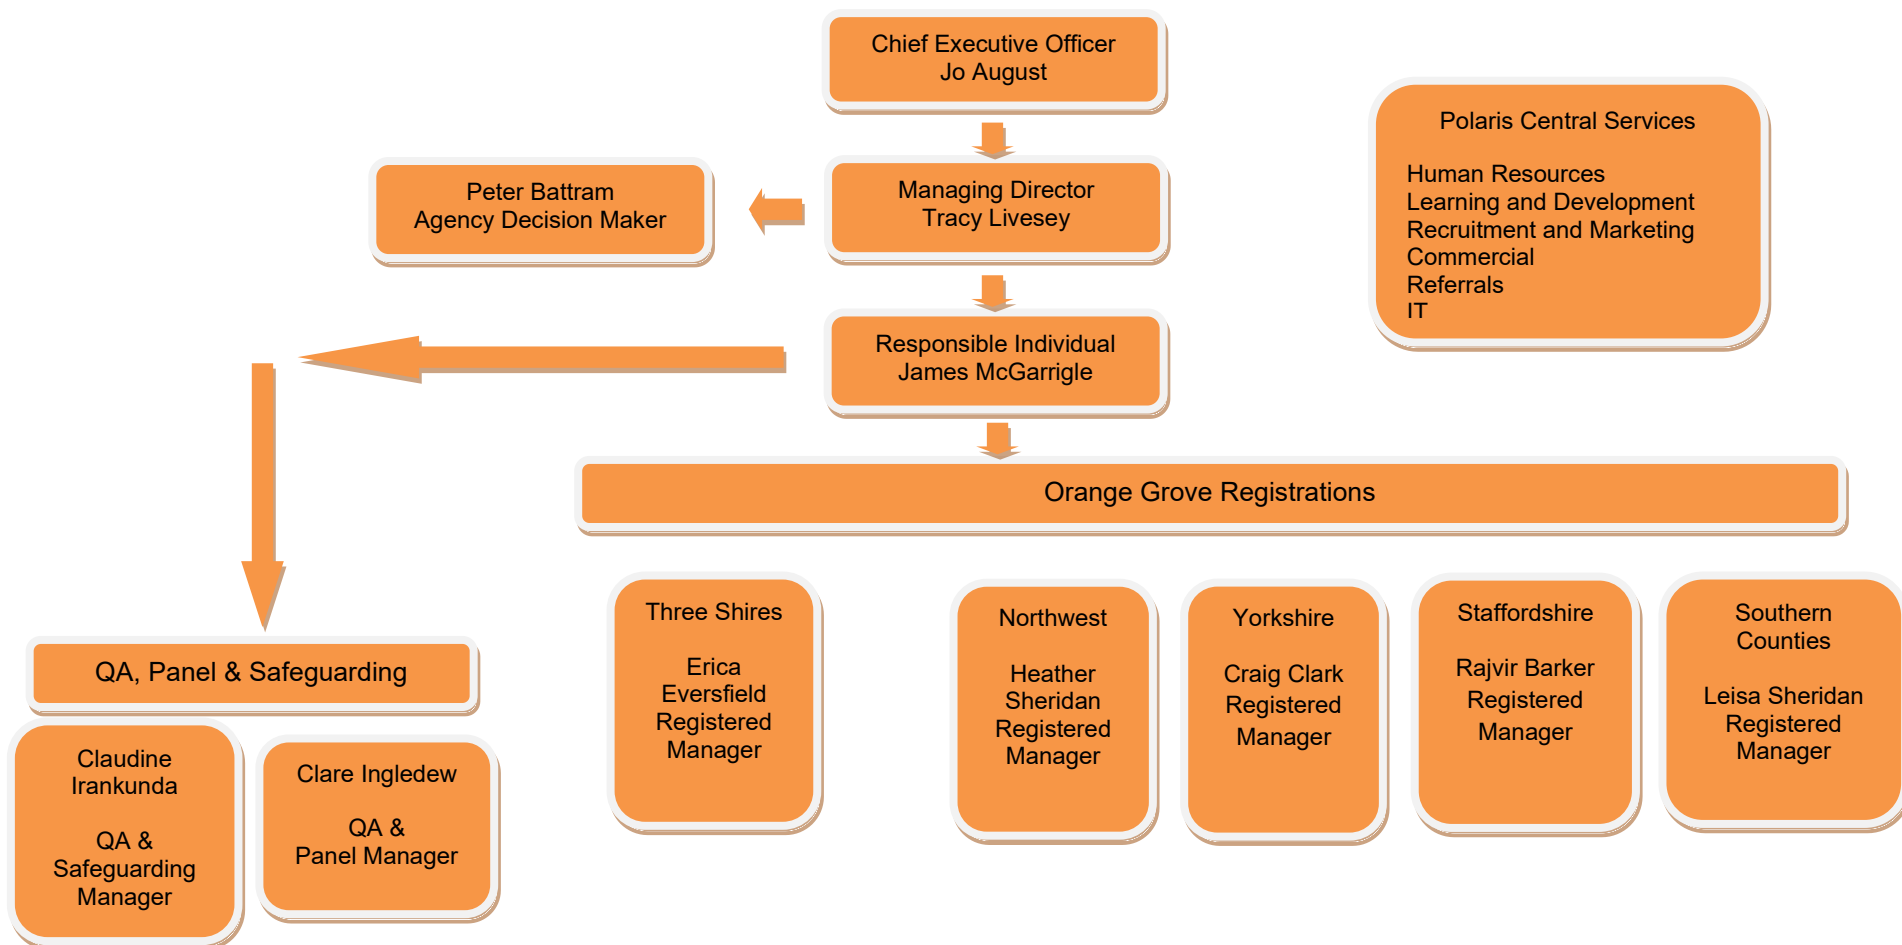 Chief Executive Officer
Jo August
Polaris Central Services
Human Resources
Learning and Development
Recruitment and Marketing
Commercial
Referrals
IT
Peter Battram
Agency Decision Maker
Managing Director
Tracy Livesey
Responsible Individual
James McGarrigle
Orange Grove Registrations
QA, Panel & Safeguarding
Claudine
Irankunda
QA &
Safeguarding
Manager
Clare Ingledew
QA &
Panel Manager
Three Shires
Erica
Eversfield
Registered
Manager
Northwest
Heather
Sheridan
Registered
Manager
Yorkshire
Craig Clark
Registered
Manager
Staffordshire
Rajvir Barker
Registered
Manager
Southern
Counties
Leisa Sheridan
Registered
Manager